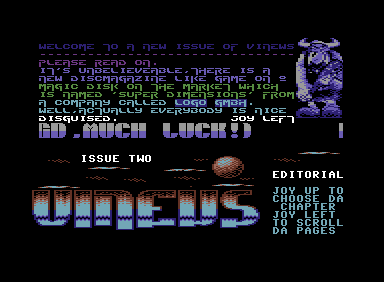 WELCOME TO A NEW ISSUE OF VINEWS
--------------------------------
PLEASE READ ON.
IT'S UNBELIEVEABLE,THERE IS A
NEW DISCMAGAZINE LIKE GAME ON O
MAGIC DISK ON THE MARKET WHICH
IS NAMED 'SUPER DIMENSIONS' FROM
A COMPANY CALLED LOGO GMBH.
WELL,ACTUALLY EVERYBODY IS NICE
DISGUISED. JOY LEFT
GD,MUCH LUCK!)
ISSUE TWO
EDITORIAL
JOY UP TO
CHOOSE DA
CHAPTER
JOY LEFT
TO SCROLL
DA PAGES
VINEWS